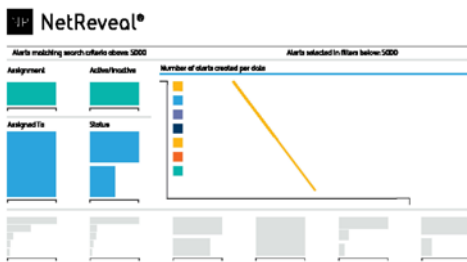 NetReveal®
Alerts matching search criteria above: 5000
Alerts selected in filters below: 5000
Assignment
Active/Inactive
Number of alerts created per date
Assigned To
Status